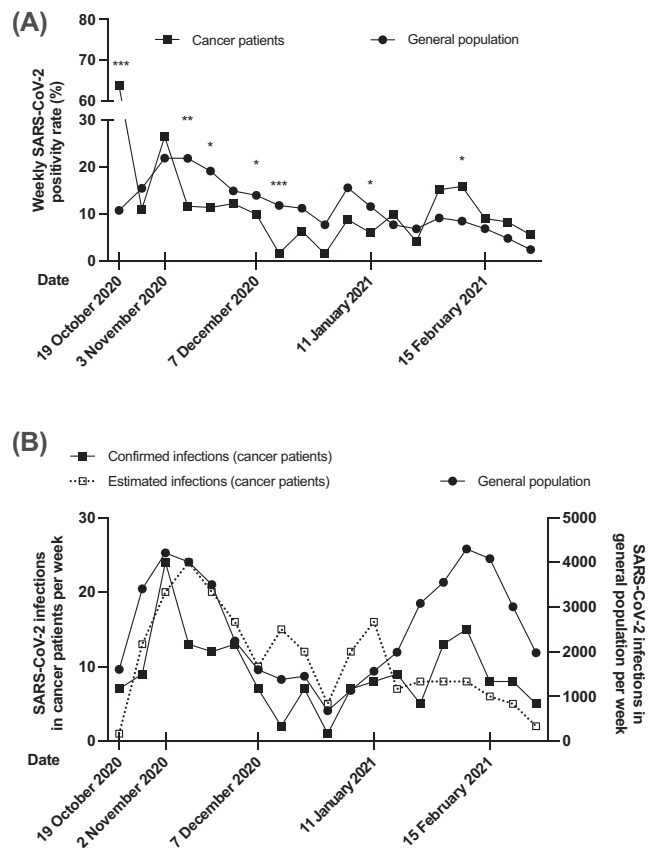 (A)
Cancer patients
General population
Weekly SARS-CoV-2
positivity rate (%)
80
70
60
30
20
10
0
***
**
*
*
***
*
*
Date
19 October 2020
3 November 2020
7 December 2020
11 January 2021
15 February 2021
(B)
Confirmed infections (cancer patients)
Estimated infections (cancer patients)
General population
SARS-CoV-2 infections
in cancer patients per week
30
20
10
0
5000
4000
3000
2000
1000
0
SARS-CoV-2 infections in
general population per week
Date
19 October 2020
2 November 2020
7 December 2020
11 January 2021
15 February 2021